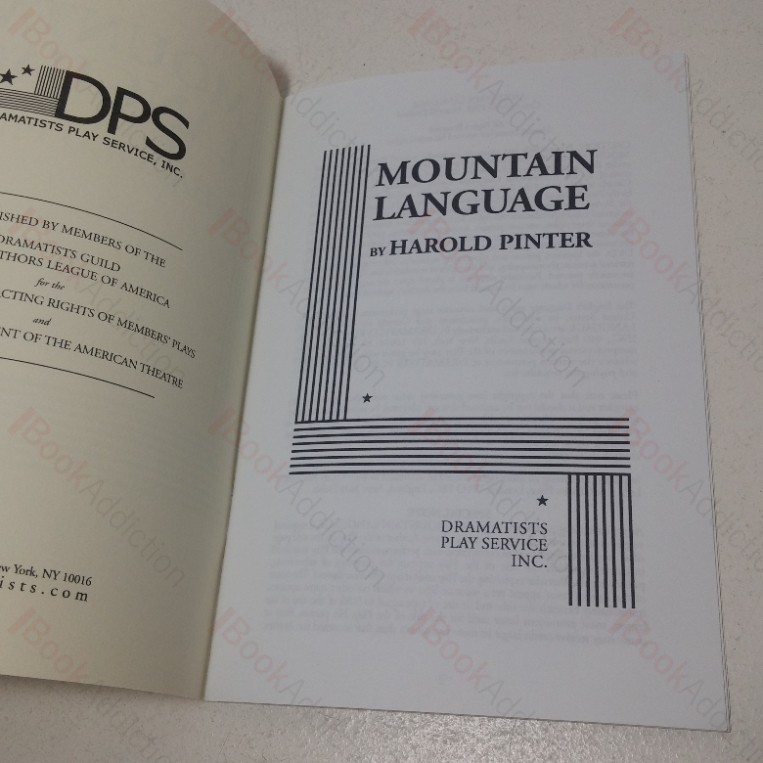 DPS
AMATISTS PLAY SERVICE, INC.
ISHED BY MEMBERS OF THE
DRAMATISTS GUILD
THORS LEAGUE OF AMERICA
for the
CTING RIGHTS OF MEMBERS' PLAYS
and
NT OF THE AMERICAN THEATRE
ew York, NY 10016
ists.com
MOUNTAIN
LANGUAGE
BY HAROLD PINTER
DRAMATISTS
PLAY SERVICE
INC.
BookAddiction